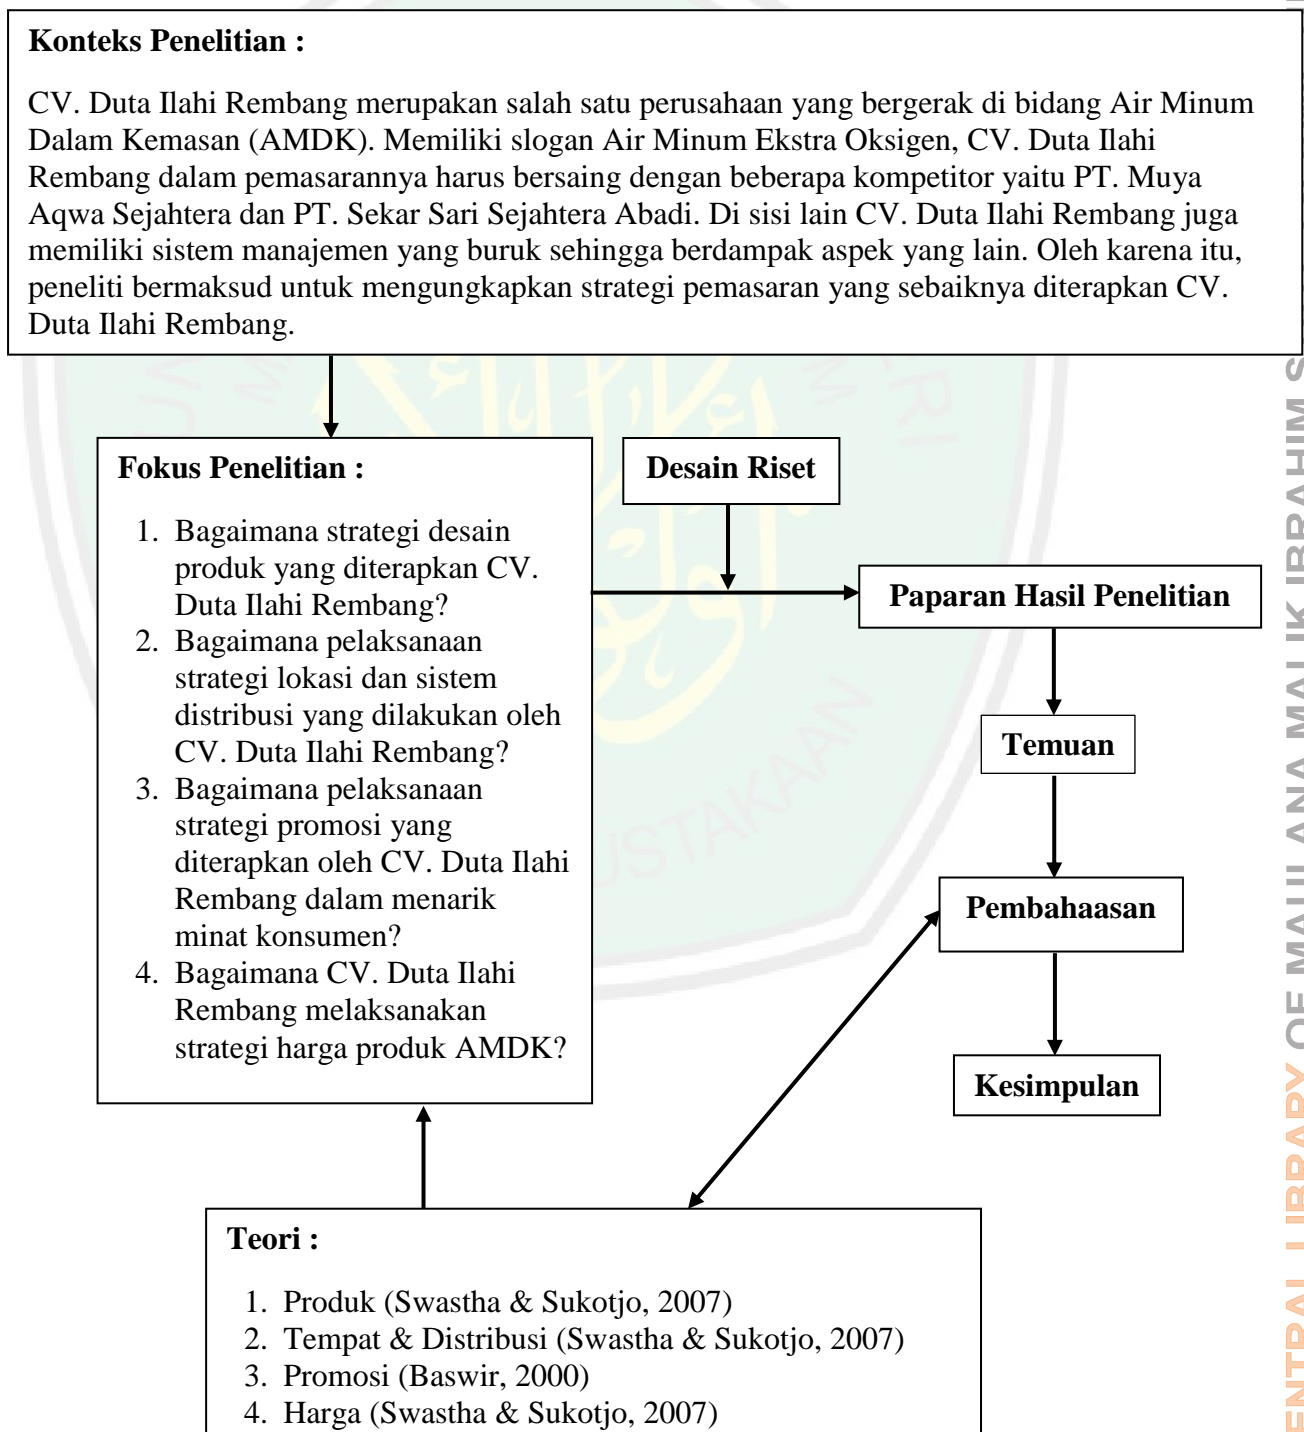 Konteks Penelitian :
CV. Duta Ilahi Rembang merupakan salah satu perusahaan yang bergerak di bidang Air Minum
Dalam Kemasan (AMDK). Memiliki slogan Air Minum Ekstra Oksigen, CV. Duta Ilahi
Rembang dalam pemasarannya harus bersaing dengan beberapa kompetitor yaitu PT. Muya
Aqwa Sejahtera dan PT. Sekar Sari Sejahtera Abadi. Di sisi lain CV. Duta Ilahi Rembang juga
memiliki sistem manajemen yang buruk sehingga berdampak aspek yang lain. Oleh karena itu,
peneliti bermaksud untuk mengungkapkan strategi pemasaran yang sebaiknya diterapkan CV.
Duta Ilahi Rembang.
Fokus Penelitian :
1. Bagaimana strategi desain
produk yang diterapkan CV.
Duta Ilahi Rembang?
2. Bagaimana pelaksanaan
strategi lokasi dan sistem
distribusi yang dilakukan oleh
CV. Duta Ilahi Rembang?
3. Bagaimana pelaksanaan
strategi promosi yang
diterapkan oleh CV. Duta Ilahi
Rembang dalam menarik
minat konsumen?
4. Bagaimana CV. Duta Ilahi
Rembang melaksanakan
strategi harga produk AMDK?
Desain Riset
Paparan Hasil Penelitian
Temuan
Pembahaasan
Kesimpulan
Teori :
1. Produk (Swastha & Sukotjo, 2007)
2. Tempat & Distribusi (Swastha & Sukotjo, 2007)
3. Promosi (Baswir, 2000)
4. Harga (Swastha & Sukotjo, 2007)
USTAKAAN
LIBRARY OF MAULANA MALIK IBRAHIM